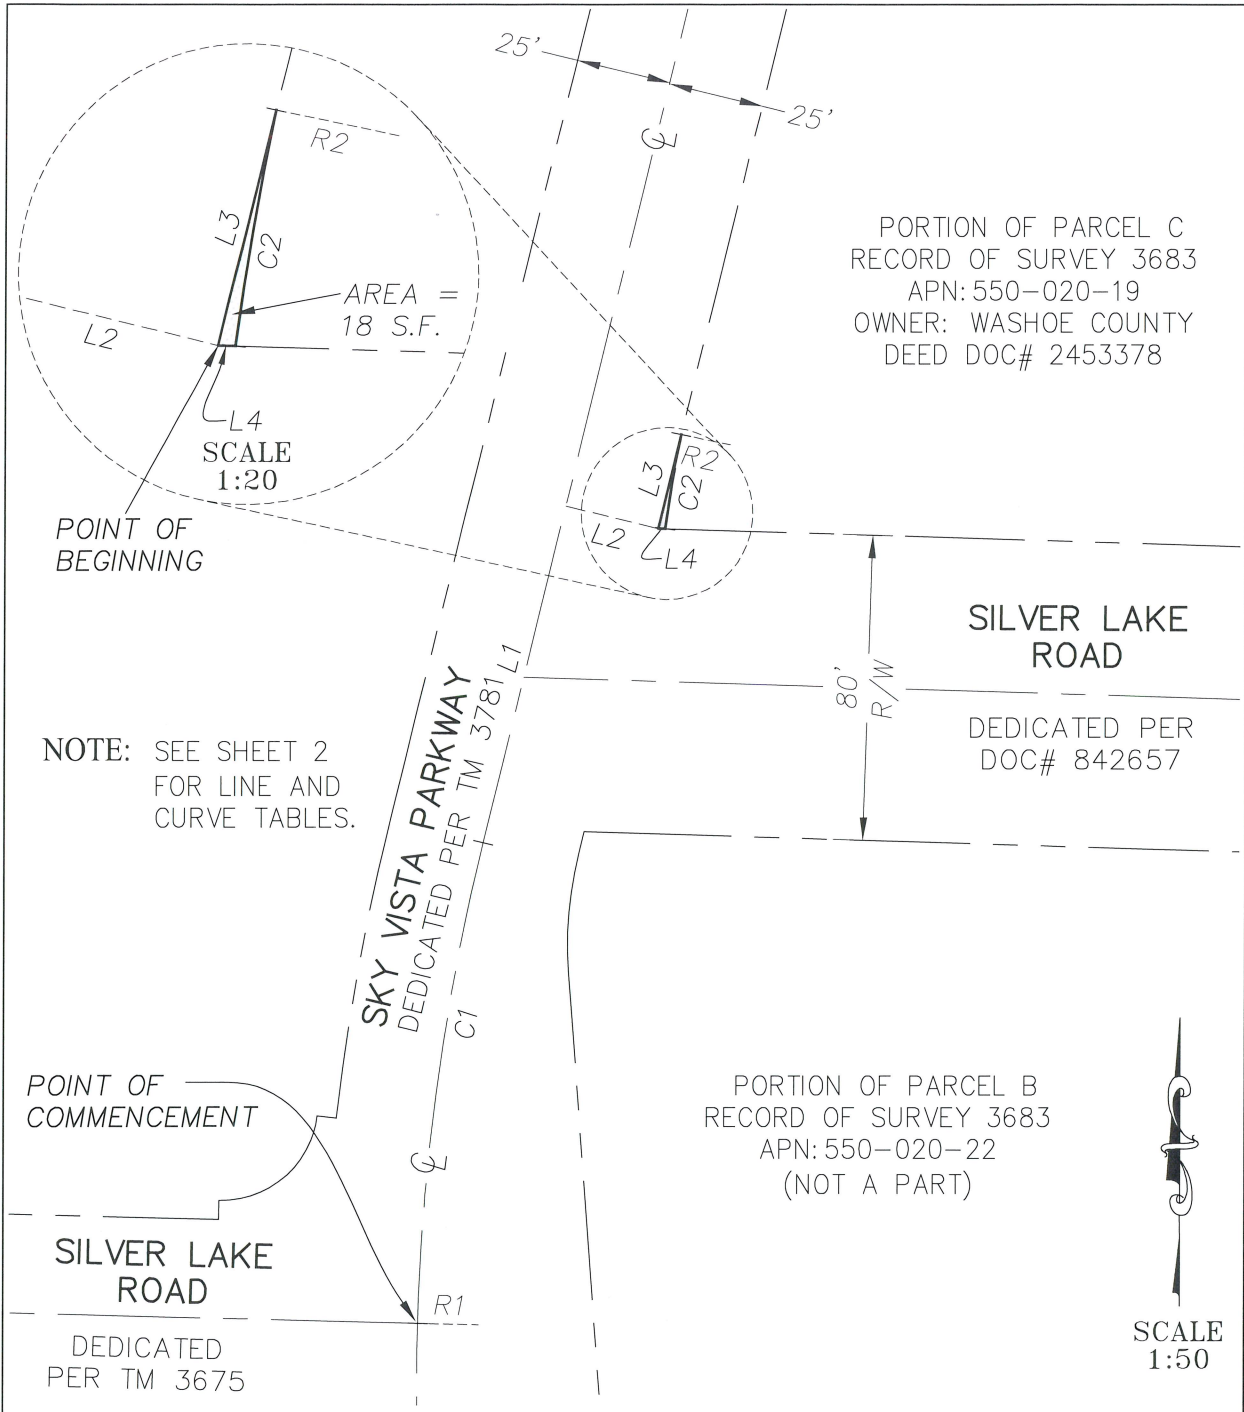 25'
25'
℄
R2
L3
C2
AREA =
18 S.F.
L2
L4
SCALE
1:20
POINT OF
BEGINNING
PORTION OF PARCEL C
RECORD OF SURVEY 3683
APN: 550-020-19
OWNER: WASHOE COUNTY
DEED DOC# 2453378
R2
L3
C2
L2
L4
SILVER LAKE
ROAD
80'
R/W
DEDICATED PER
DOC# 842657
L1
SKY VISTA PARKWAY
DEDICATED PER TM 3781
NOTE: SEE SHEET 2
FOR LINE AND
CURVE TABLES.
C1
POINT OF
COMMENCEMENT
℄
PORTION OF PARCEL B
RECORD OF SURVEY 3683
APN: 550-020-22
(NOT A PART)
SILVER LAKE
ROAD
R1
DEDICATED
PER TM 3675
SCALE
1:50